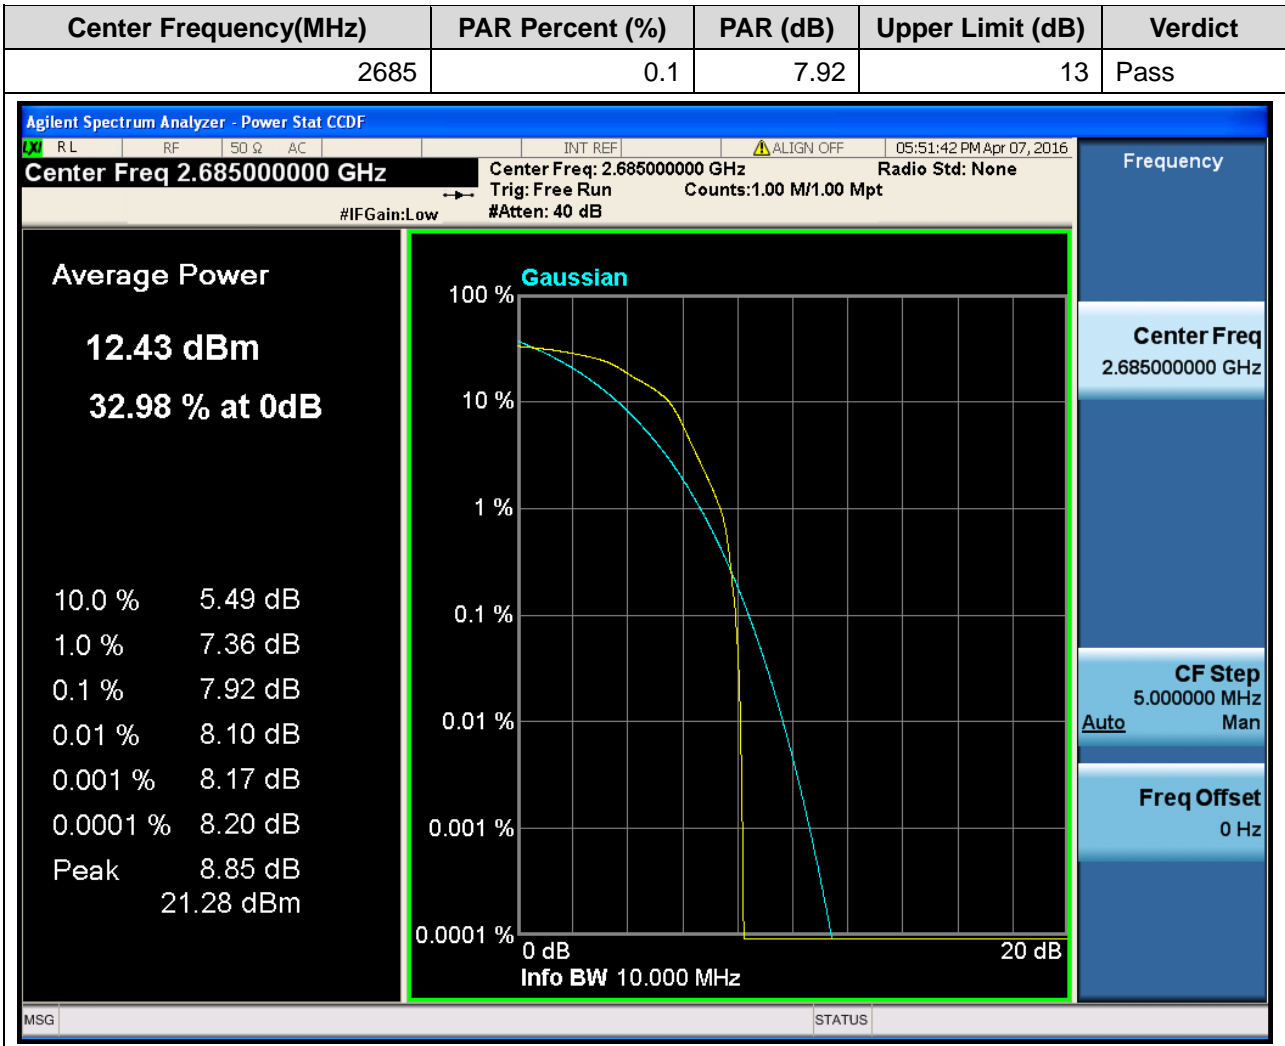 Center Frequency(MHz) PAR Percent (%) PAR (dB) Upper Limit (dB) Verdict
2685 0.1 7.92 13 Pass
Agilent Spectrum Analyzer - Power Stat CCDF
LXI RL RF 50 Ω AC INT REF ALIGN OFF 05:51:42 PM Apr 07, 2016
Center Freq 2.685000000 GHz
#IFGain:Low
Center Freq: 2.685000000 GHz Radio Std: None
Trig: Free Run Counts:1.00 M/1.00 Mpt
#Atten: 40 dB
Average Power
12.43 dBm
32.98 % at 0dB
10.0 % 5.49 dB
1.0 % 7.36 dB
0.1 % 7.92 dB
0.01 % 8.10 dB
0.001 % 8.17 dB
0.0001 % 8.20 dB
Peak 8.85 dB
21.28 dBm
Gaussian
100 %
10 %
1 %
0.1 %
0.01 %
0.001 %
0.0001 %
0 dB 20 dB
Info BW 10.000 MHz
Frequency
Center Freq
2.685000000 GHz
CF Step
5.000000 MHz
Auto Man
Freq Offset
0 Hz
MSG STATUS